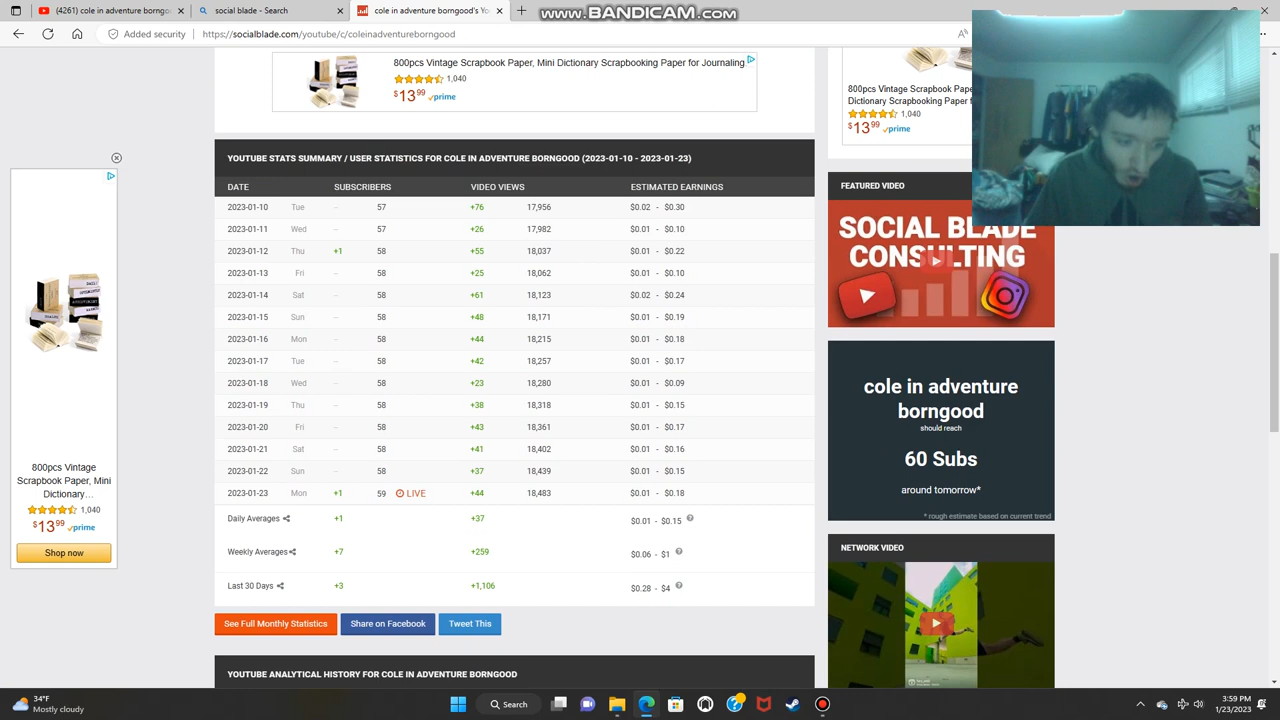 www.BANDICAM.com
(4261) cole in adventure borngood
- Search
cole in adventure borngood's Yo
Added security
https://socialblade.com/youtube/c/coleinadventureborngood
800pcs Vintage Scrapbook Paper, Mini Dictionary Scrapbooking Paper for Journaling
1,040
$13 99 prime
800pcs Vintage Scrapbook Pape
Dictionary Scrapbooking Paper f
1,040
$13 99 prime
YOUTUBE STATS SUMMARY / USER STATISTICS FOR COLE IN ADVENTURE BORNGOOD (2023-01-10 - 2023-01-23)
DATE SUBSCRIBERS VIDEO VIEWS ESTIMATED EARNINGS
2023-01-10 Tue -- 57 +76 17,956 $0.02 - $0.30
2023-01-11 Wed -- 57 +26 17,982 $0.01 - $0.10
2023-01-12 Thu +1 58 +55 18,037 $0.01 - $0.22
2023-01-13 Fri -- 58 +25 18,062 $0.01 - $0.10
2023-01-14 Sat -- 58 +61 18,123 $0.02 - $0.24
2023-01-15 Sun -- 58 +48 18,171 $0.01 - $0.19
2023-01-16 Mon -- 58 +44 18,215 $0.01 - $0.18
2023-01-17 Tue -- 58 +42 18,257 $0.01 - $0.17
2023-01-18 Wed -- 58 +23 18,280 $0.01 - $0.09
2023-01-19 Thu -- 58 +38 18,318 $0.01 - $0.15
2023-01-20 Fri -- 58 +43 18,361 $0.01 - $0.17
2023-01-21 Sat -- 58 +41 18,402 $0.01 - $0.16
2023-01-22 Sun -- 58 +37 18,439 $0.01 - $0.15
2023-01-23 Mon +1 59 LIVE +44 18,483 $0.01 - $0.18
Daily Averages +1 +37 $0.01 - $0.15
Weekly Averages +7 +259 $0.06 - $1
Last 30 Days +3 +1,106 $0.28 - $4
See Full Monthly Statistics
Share on Facebook
Tweet This
YOUTUBE ANALYTICAL HISTORY FOR COLE IN ADVENTURE BORNGOOD
800pcs Vintage
Scrapbook Paper, Mini
Dictionary...
1,040
$13 99 prime
Shop now
FEATURED VIDEO
SOCIAL BLADE
CONSULTING
cole in adventure
borngood
should reach
60 Subs
around tomorrow*
* rough estimate based on current trend
NETWORK VIDEO
34°F
Mostly cloudy
Search
3:59 PM
1/23/2023